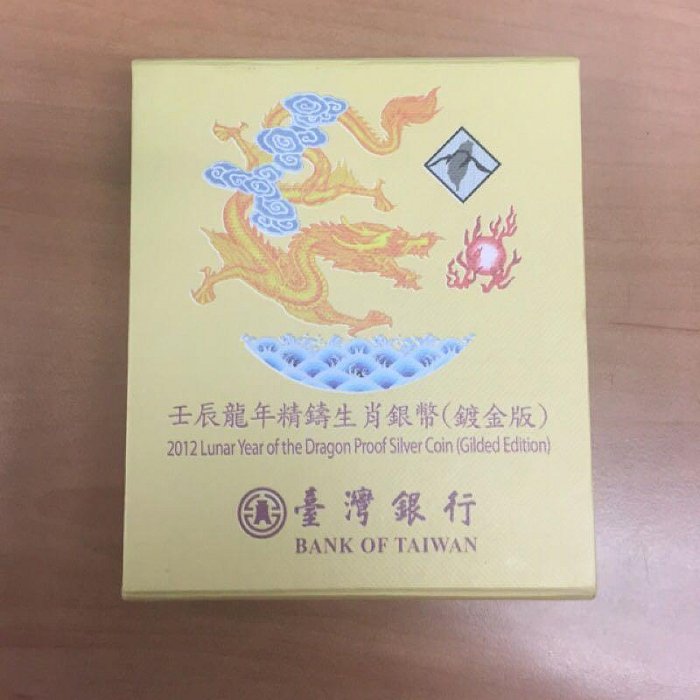 壬辰龍年精鑄生肖銀幣(鍍金版)
2012 Lunar Year of the Dragon Proof Silver Coin (Gilded Edition)
臺灣銀行
BANK OF TAIWAN